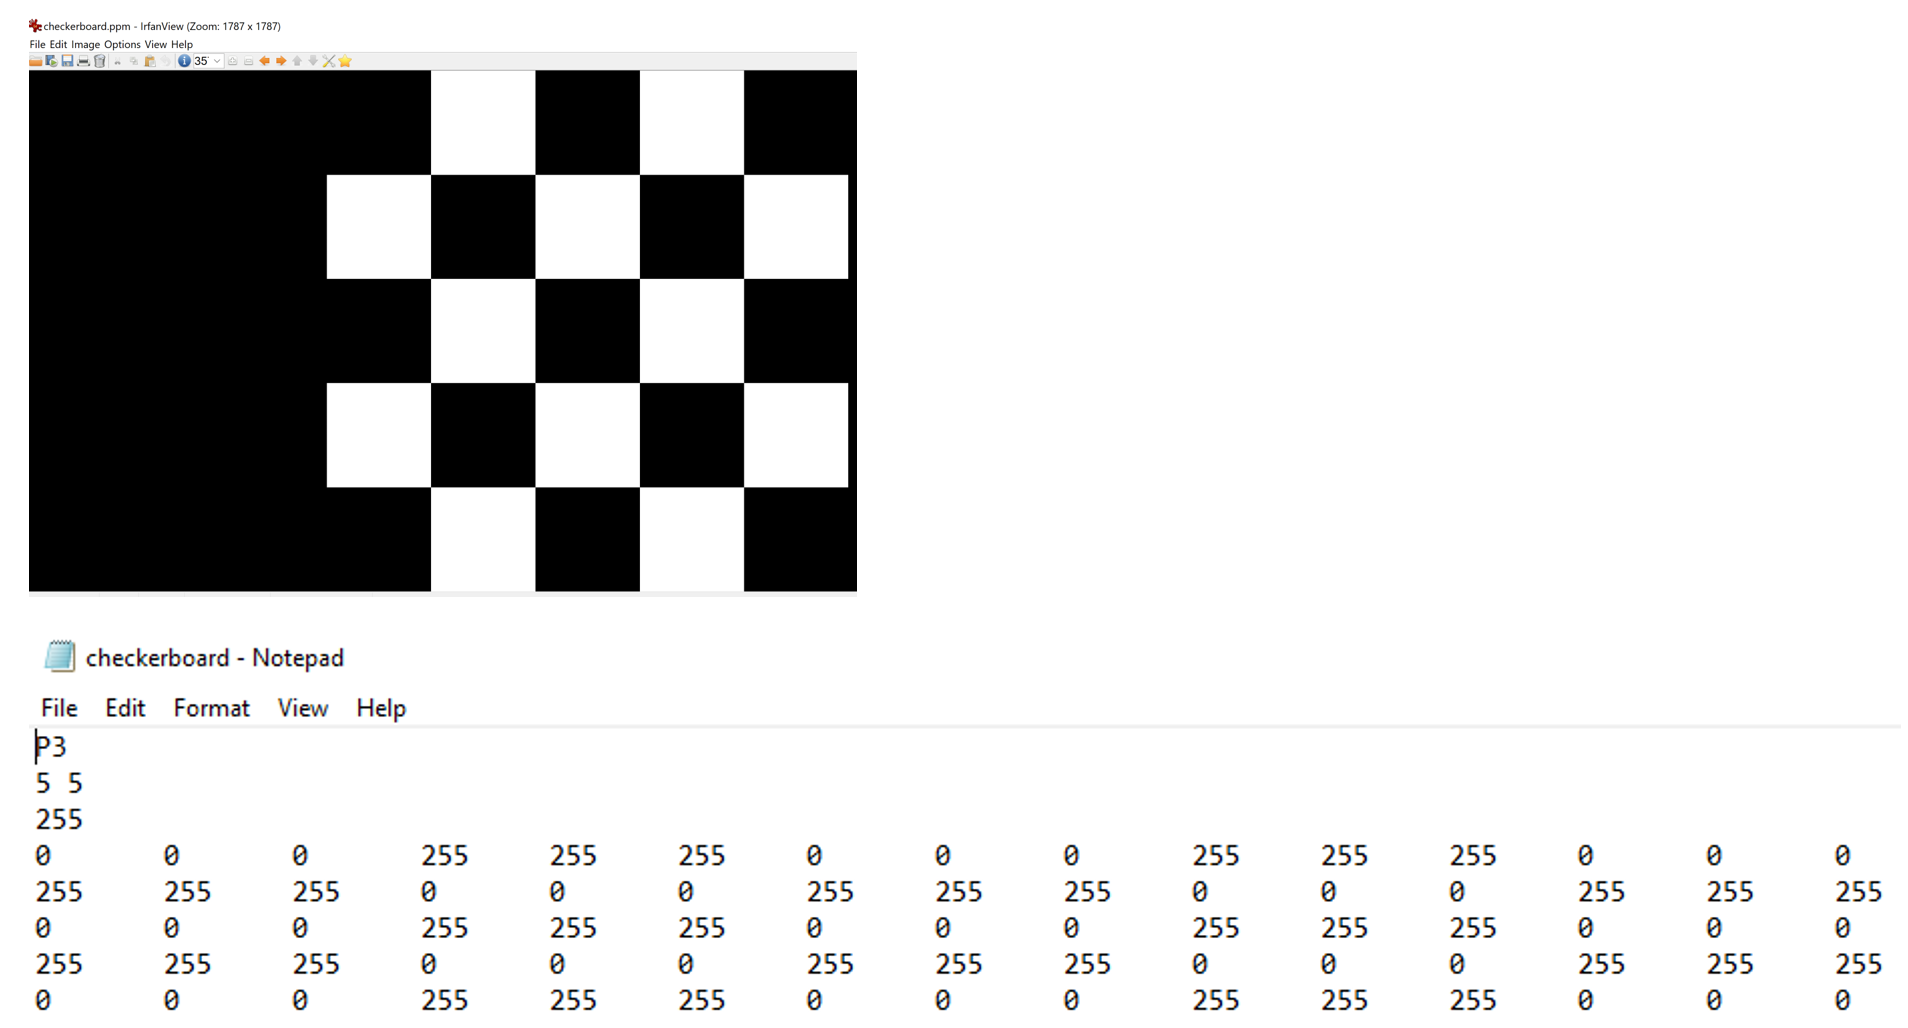 checkerboard.ppm - IrfanView (Zoom: 1787 x 1787)
File Edit Image Options View Help
35
checkerboard - Notepad
File Edit Format View Help
P3
5 5
255
0 0 0 255 255 255 0 0 0 255 255 255 0 0 0
255 255 255 0 0 0 255 255 255 0 0 0 255 255 255
0 0 0 255 255 255 0 0 0 255 255 255 0 0 0
255 255 255 0 0 0 255 255 255 0 0 0 255 255 255
0 0 0 255 255 255 0 0 0 255 255 255 0 0 0